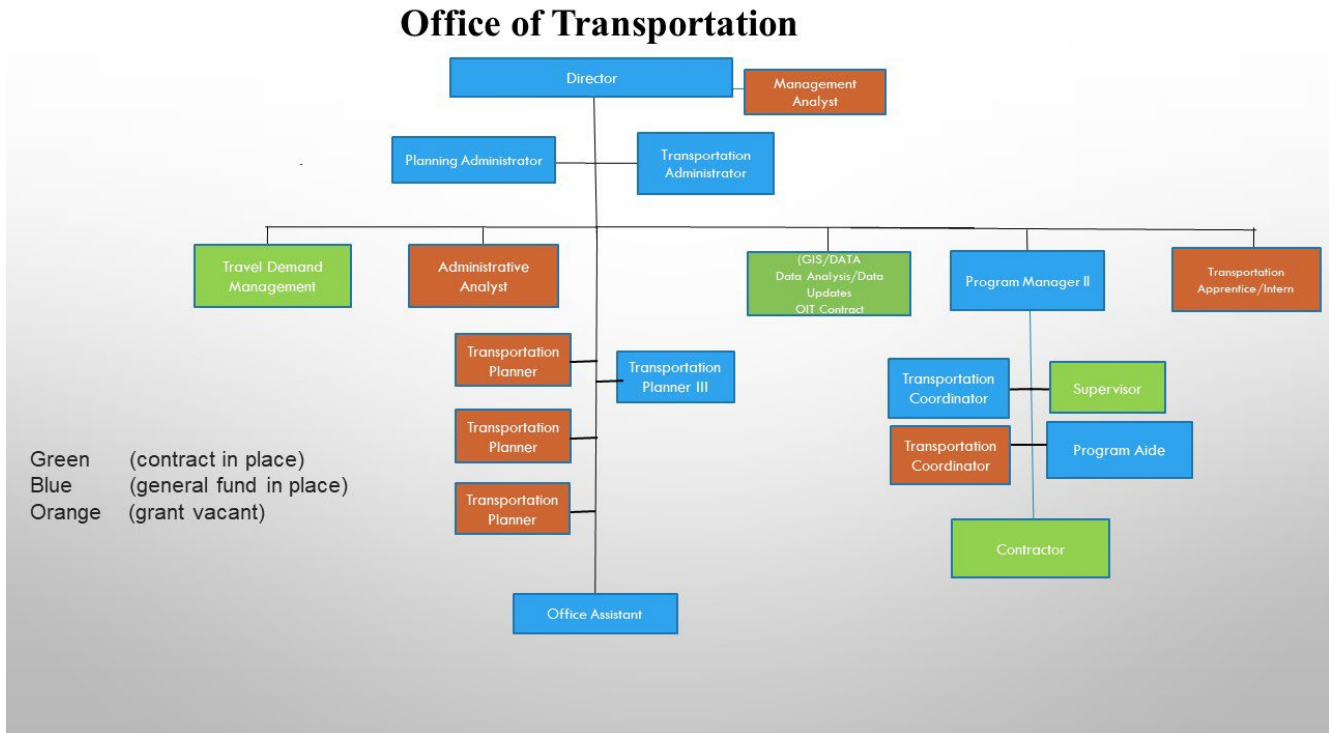 Office of Transportation
Director
Management
Analyst
Planning Administrator
Transportation
Administrator
Travel Demand
Management
Administrative
Analyst
(GIS/DATA
Data Analysis/Data
Updates
OIT Contract
Program Manager II
Transportation
Apprentice/Intern
Transportation
Planner
Transportation
Planner III
Transportation
Coordinator
Supervisor
Transportation
Planner
Transportation
Coordinator
Program Aide
Green (contract in place)
Blue (general fund in place)
Orange (grant vacant)
Transportation
Planner
Contractor
Office Assistant